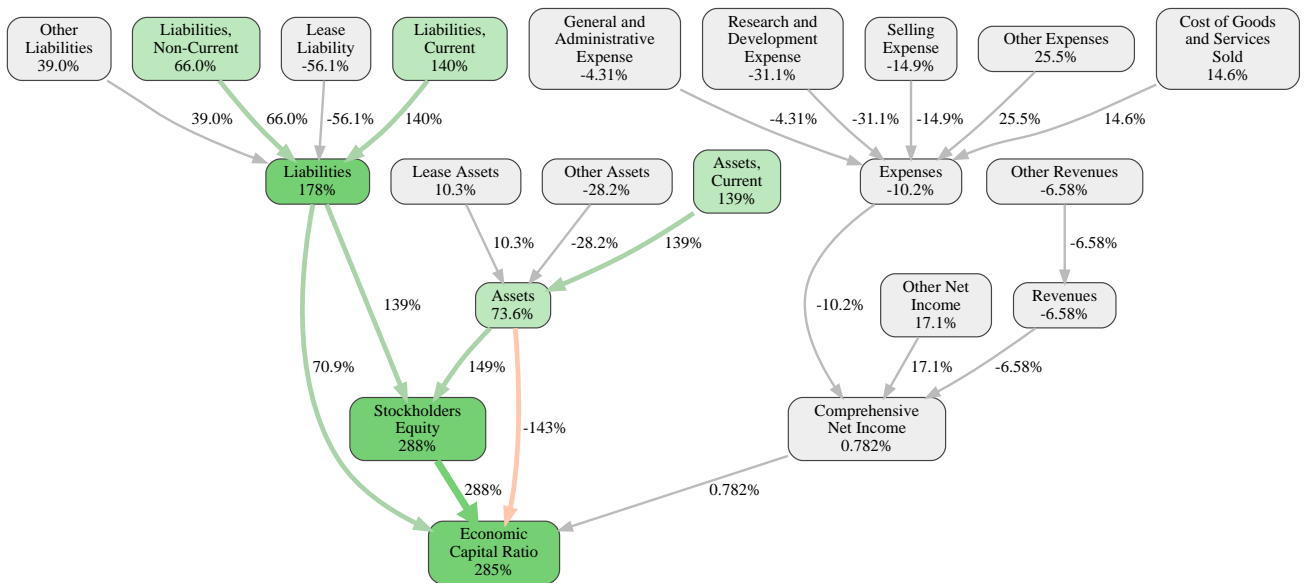 Other
Liabilities
39.0%
Liabilities,
Non-Current
66.0%
Lease
Liability
-56.1%
Liabilities,
Current
140%
General and
Administrative
Expense
-4.31%
Research and
Development
Expense
-31.1%
Selling
Expense
-14.9%
Other Expenses
25.5%
Cost of Goods
and Services
Sold
14.6%
39.0%
66.0%
-56.1%
140%
-4.31%
-31.1%
-14.9%
25.5%
14.6%
Liabilities
178%
Lease Assets
10.3%
Other Assets
-28.2%
Assets,
Current
139%
Expenses
-10.2%
Other Revenues
-6.58%
10.3%
-28.2%
139%
-6.58%
139%
Assets
73.6%
-10.2%
Other Net
Income
17.1%
Revenues
-6.58%
70.9%
149%
17.1%
-6.58%
Stockholders
Equity
288%
-143%
Comprehensive
Net Income
0.782%
288%
0.782%
Economic
Capital Ratio
285%